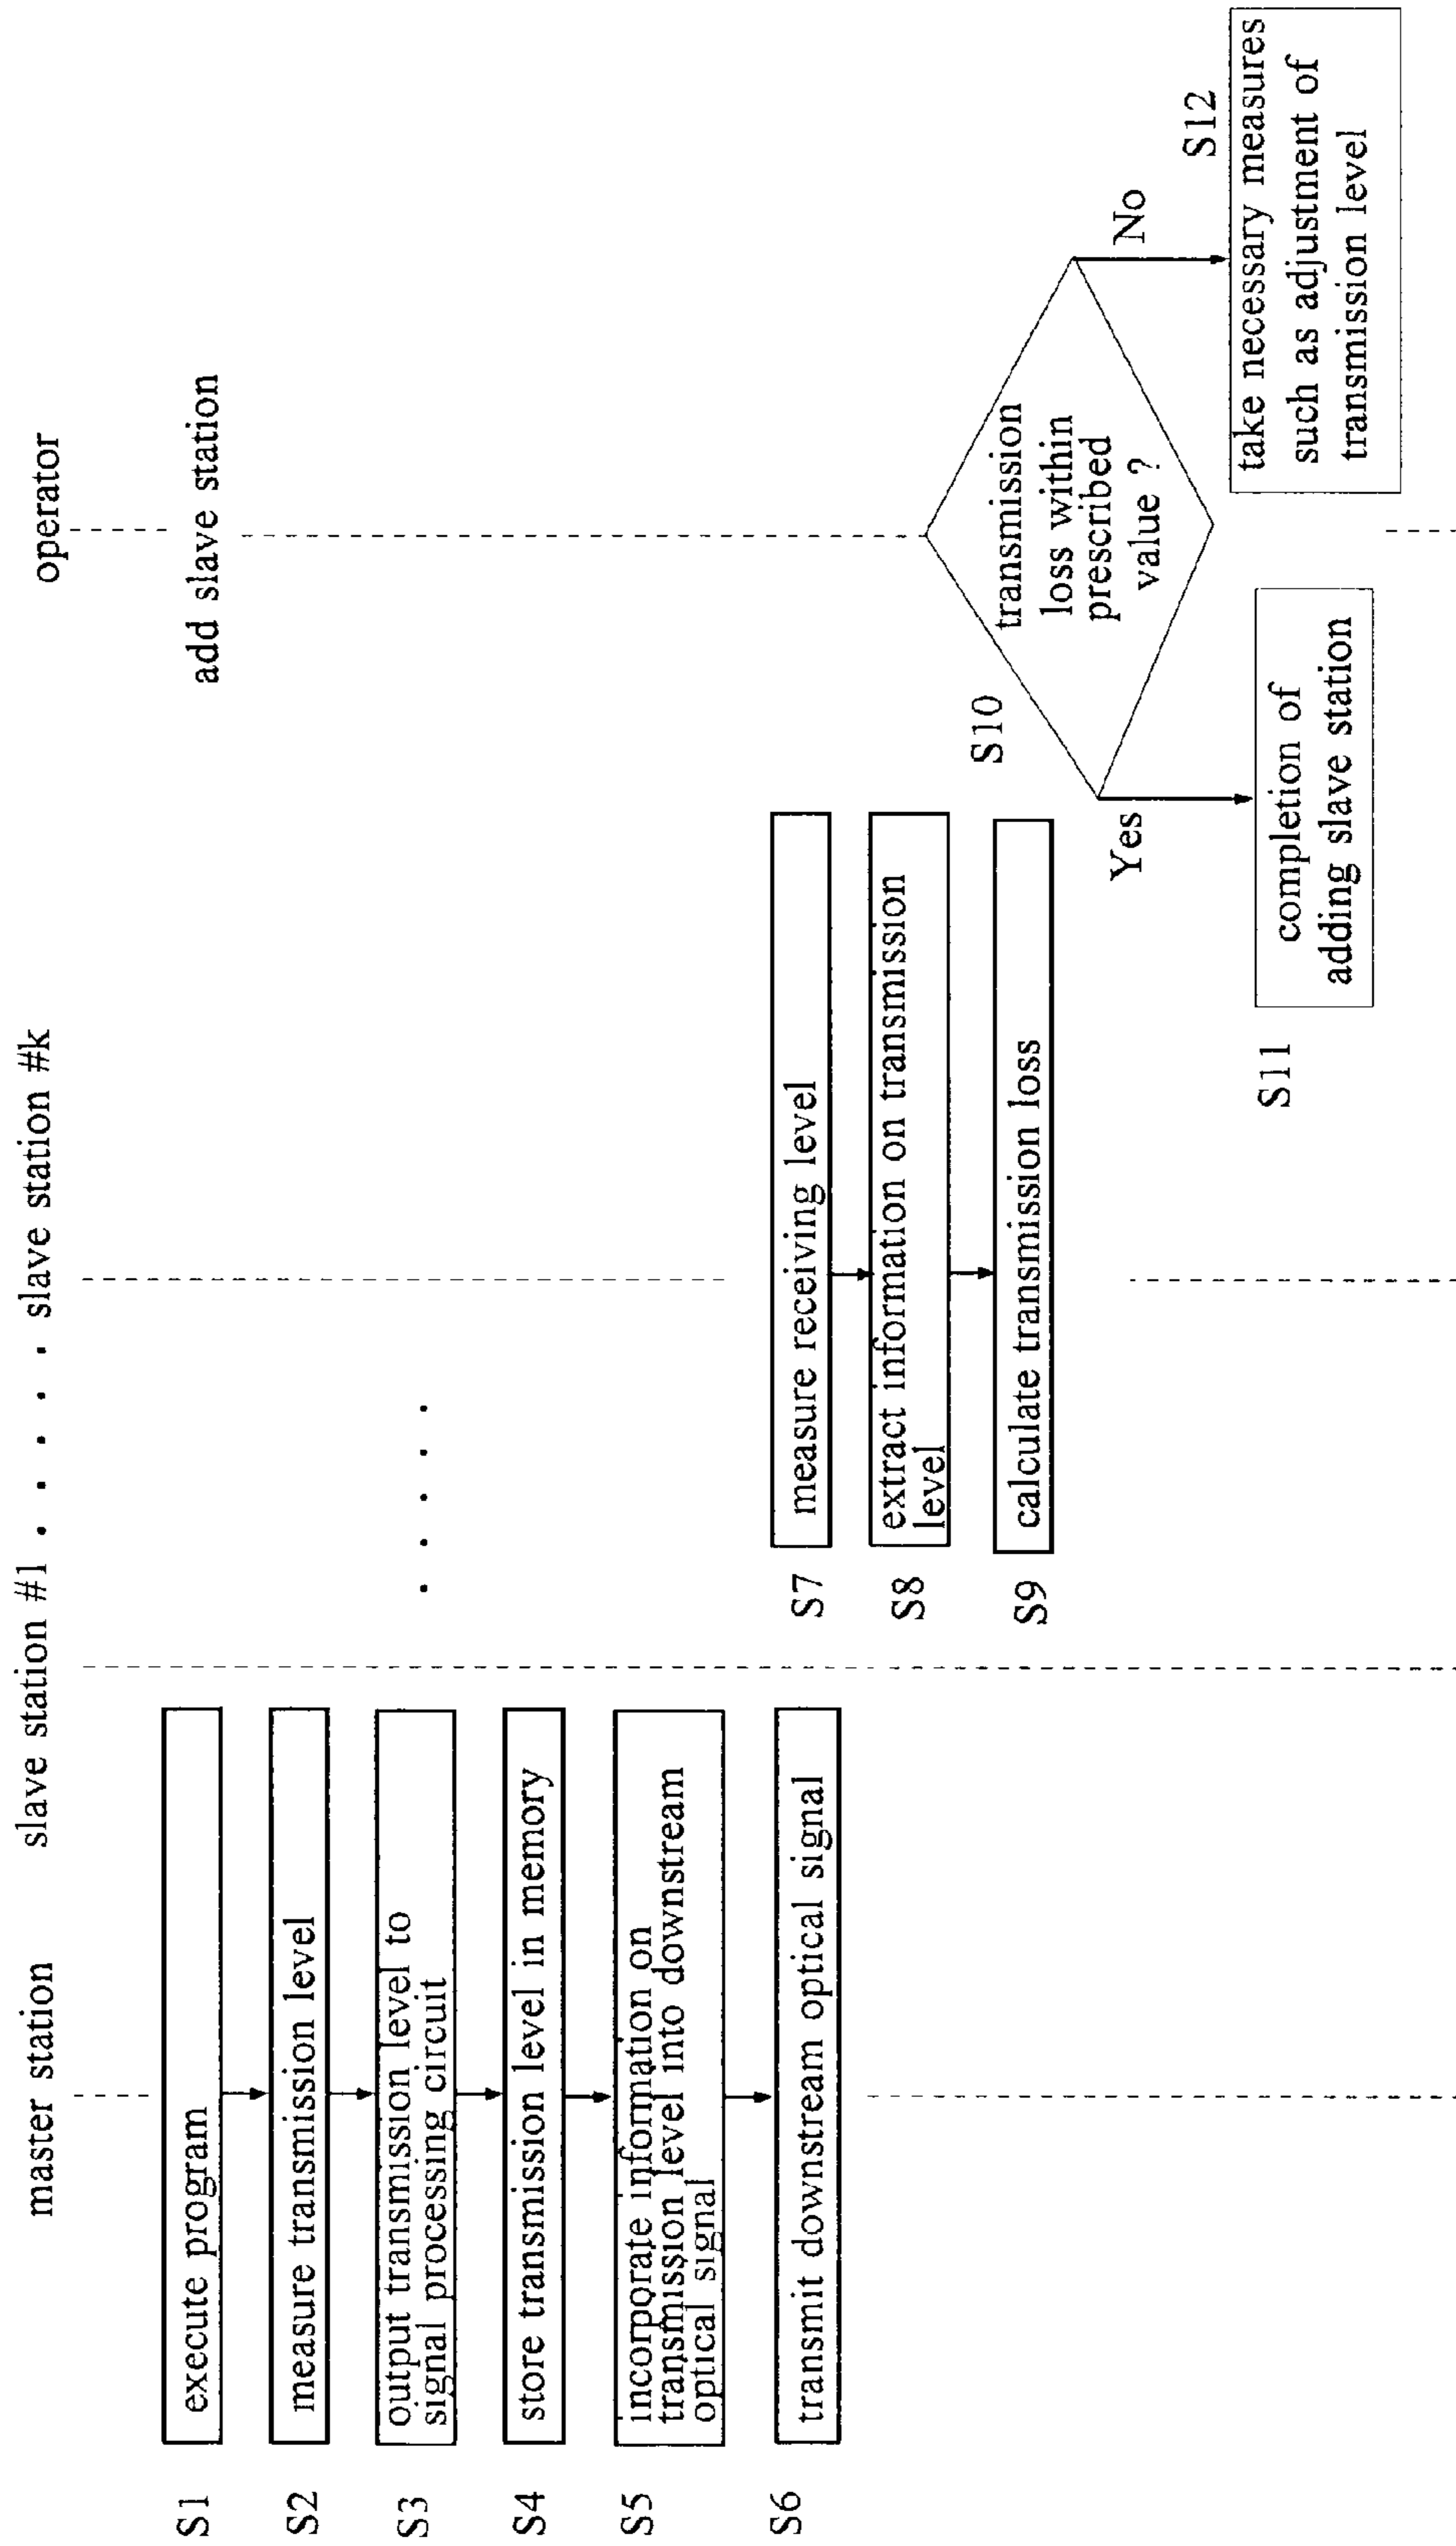 master station
slave station #1 . . . . . slave station #k
operator
add slave station
S1
execute program
S2
measure transmission level
S3
output transmission level to
signal processing circuit
S4
store transmission level in memory
S5
incorporate information on
transmission level into downstream
optical signal
S6
transmit downstream optical signal
. . . . .
S7
measure receiving level
S8
extract information on transmission
level
S9
calculate transmission loss
S10
transmission
loss within
prescribed
value ?
Yes
No
S11
completion of
adding slave station
S12
take necessary measures
such as adjustment of
transmission level